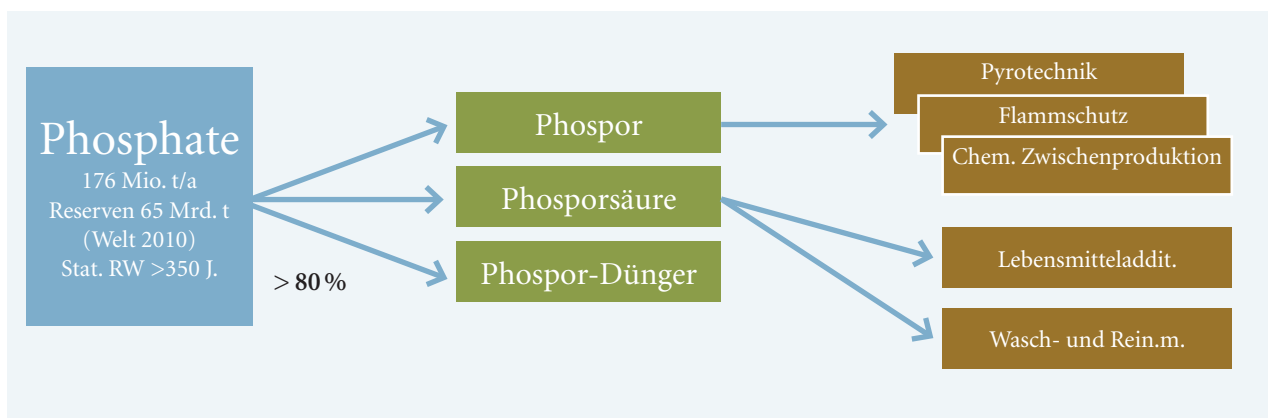 Phosphate
176 Mio. t/a
Reserven 65 Mrd. t
(Welt 2010)
Stat. RW >350 J.
> 80 %
Phospor
Phosporsäure
Phospor-Dünger
Pyrotechnik
Flammschutz
Chem. Zwischenproduktion
Lebensmitteladdit.
Wasch- und Rein.m.